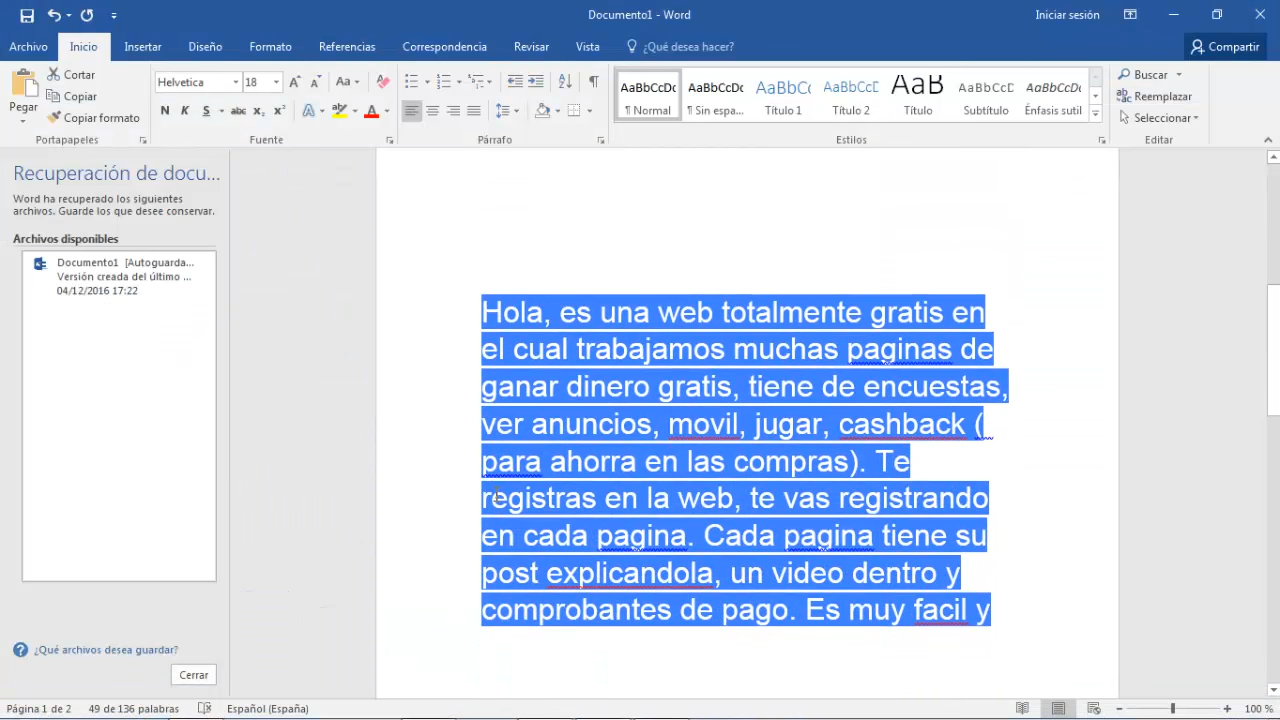 Documento1 - Word
Iniciar sesión
Archivo
Inicio
Insertar
Diseño
Formato
Referencias
Correspondencia
Revisar
Vista
¿Qué desea hacer?
Compartir
Pegar
Cortar
Copiar
Copiar formato
Portapapeles
Helvetica
18
Aa
N K S abc x₂ x²
A
A
Fuente
Párrafo
AaBbCcDc
¶ Normal
AaBbCcDc
¶ Sin espa...
AaBbCc
Título 1
AaBbCcD
Título 2
AaB
Título
AaBbCcD
Subtítulo
AaBbCcDc
Énfasis sutil
Estilos
Buscar
Reemplazar
Seleccionar
Editar
Recuperación de docu...
Word ha recuperado los siguientes
archivos. Guarde los que desee conservar.
Archivos disponibles
Documento1 [Autoguarda...
Versión creada del último ...
04/12/2016 17:22
¿Qué archivos desea guardar?
Cerrar
Hola, es una web totalmente gratis en
el cual trabajamos muchas paginas de
ganar dinero gratis, tiene de encuestas,
ver anuncios, movil, jugar, cashback (
para ahorra en las compras). Te
registras en la web, te vas registrando
en cada pagina. Cada pagina tiene su
post explicandola, un video dentro y
comprobantes de pago. Es muy facil y
Página 1 de 2
49 de 136 palabras
Español (España)
100 %